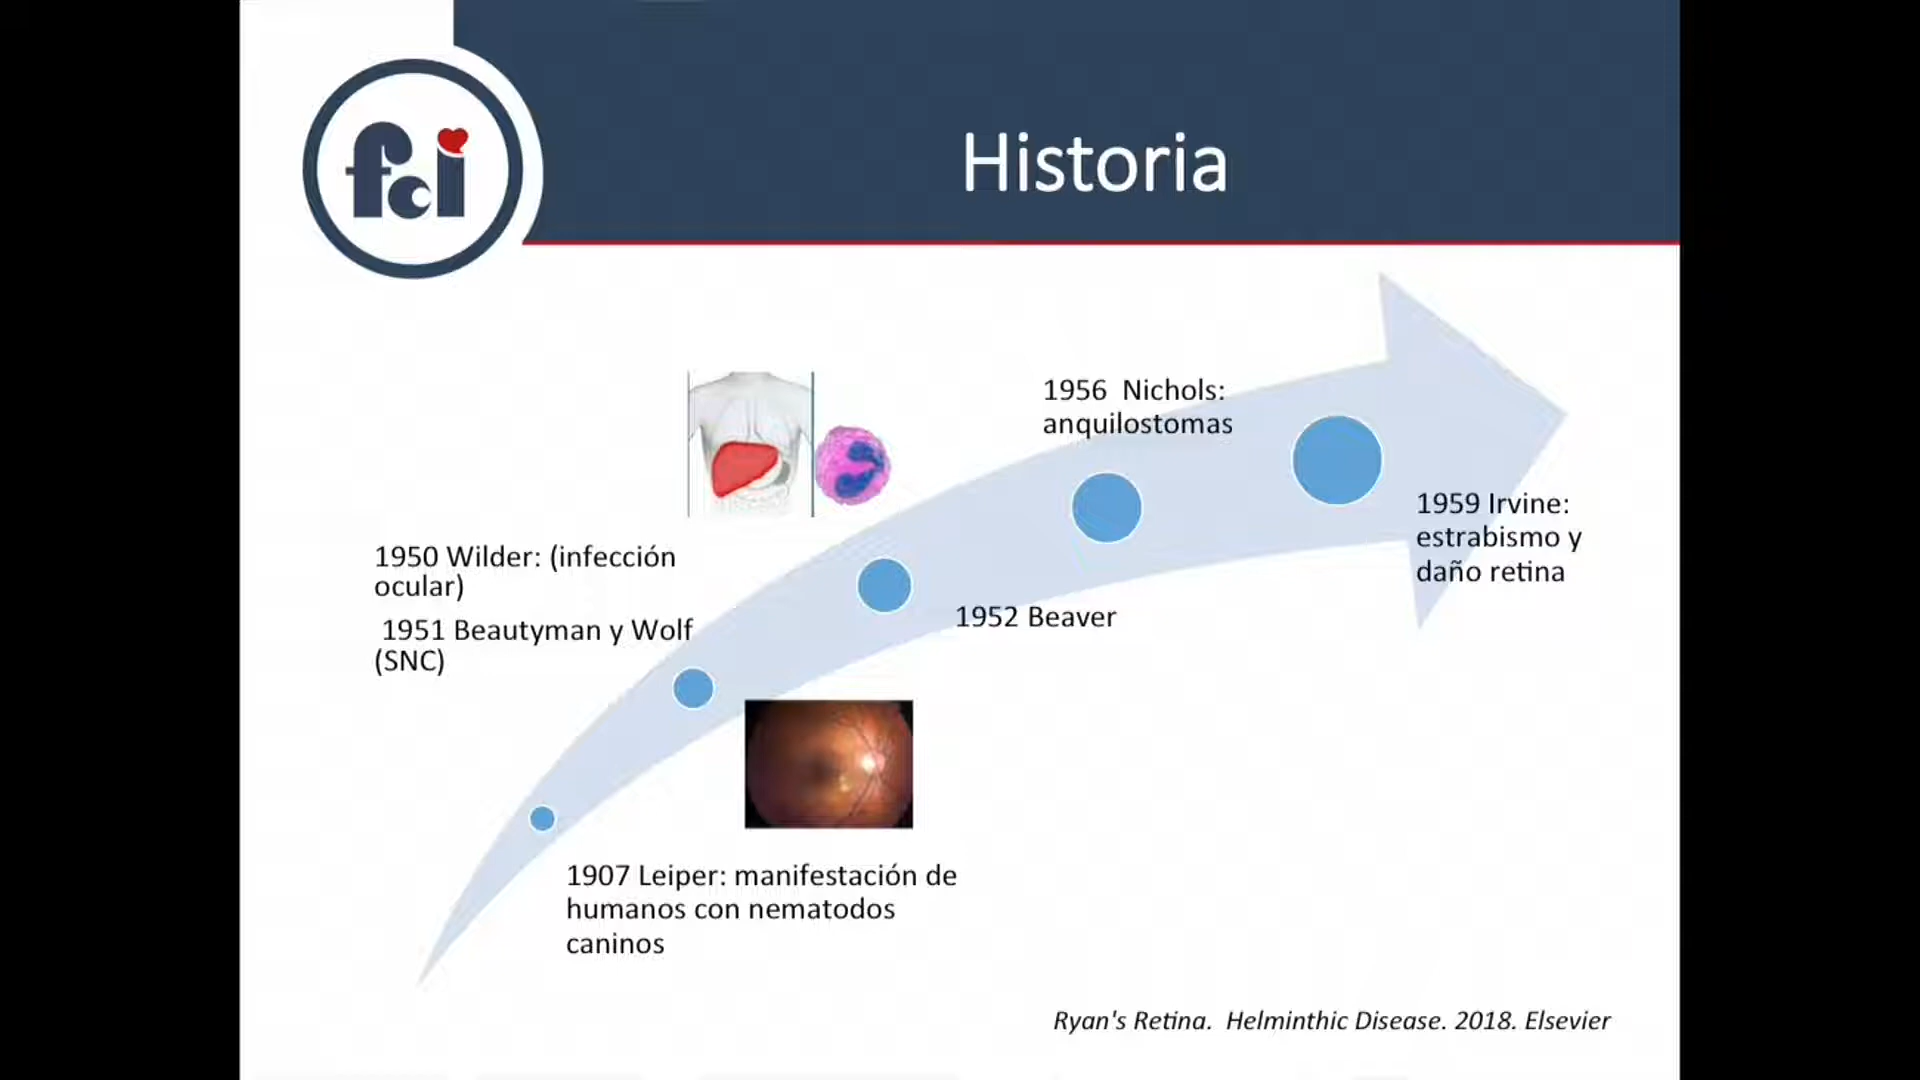 fci
Historia
1956  Nichols:
anquilostomas
1959 Irvine:
estrabismo y
daño retina
1950 Wilder: (infección
ocular)
1951 Beautyman y Wolf
(SNC)
1952 Beaver
1907 Leiper: manifestación de
humanos con nematodos
caninos
Ryan's Retina.  Helminthic Disease. 2018. Elsevier